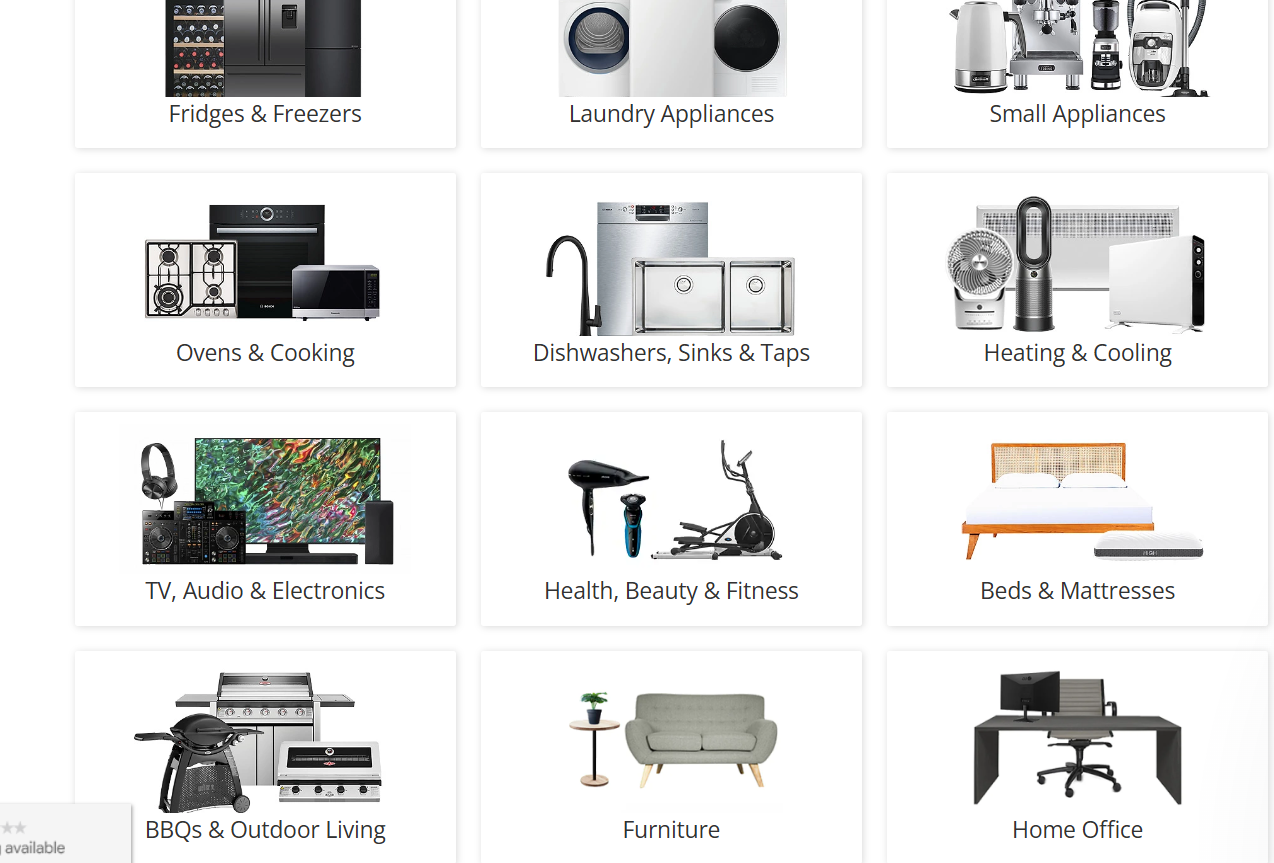 Fridges & Freezers
Laundry Appliances
Small Appliances
Ovens & Cooking
Dishwashers, Sinks & Taps
Heating & Cooling
TV, Audio & Electronics
Health, Beauty & Fitness
Beds & Mattresses
BBQs & Outdoor Living
Furniture
Home Office
available